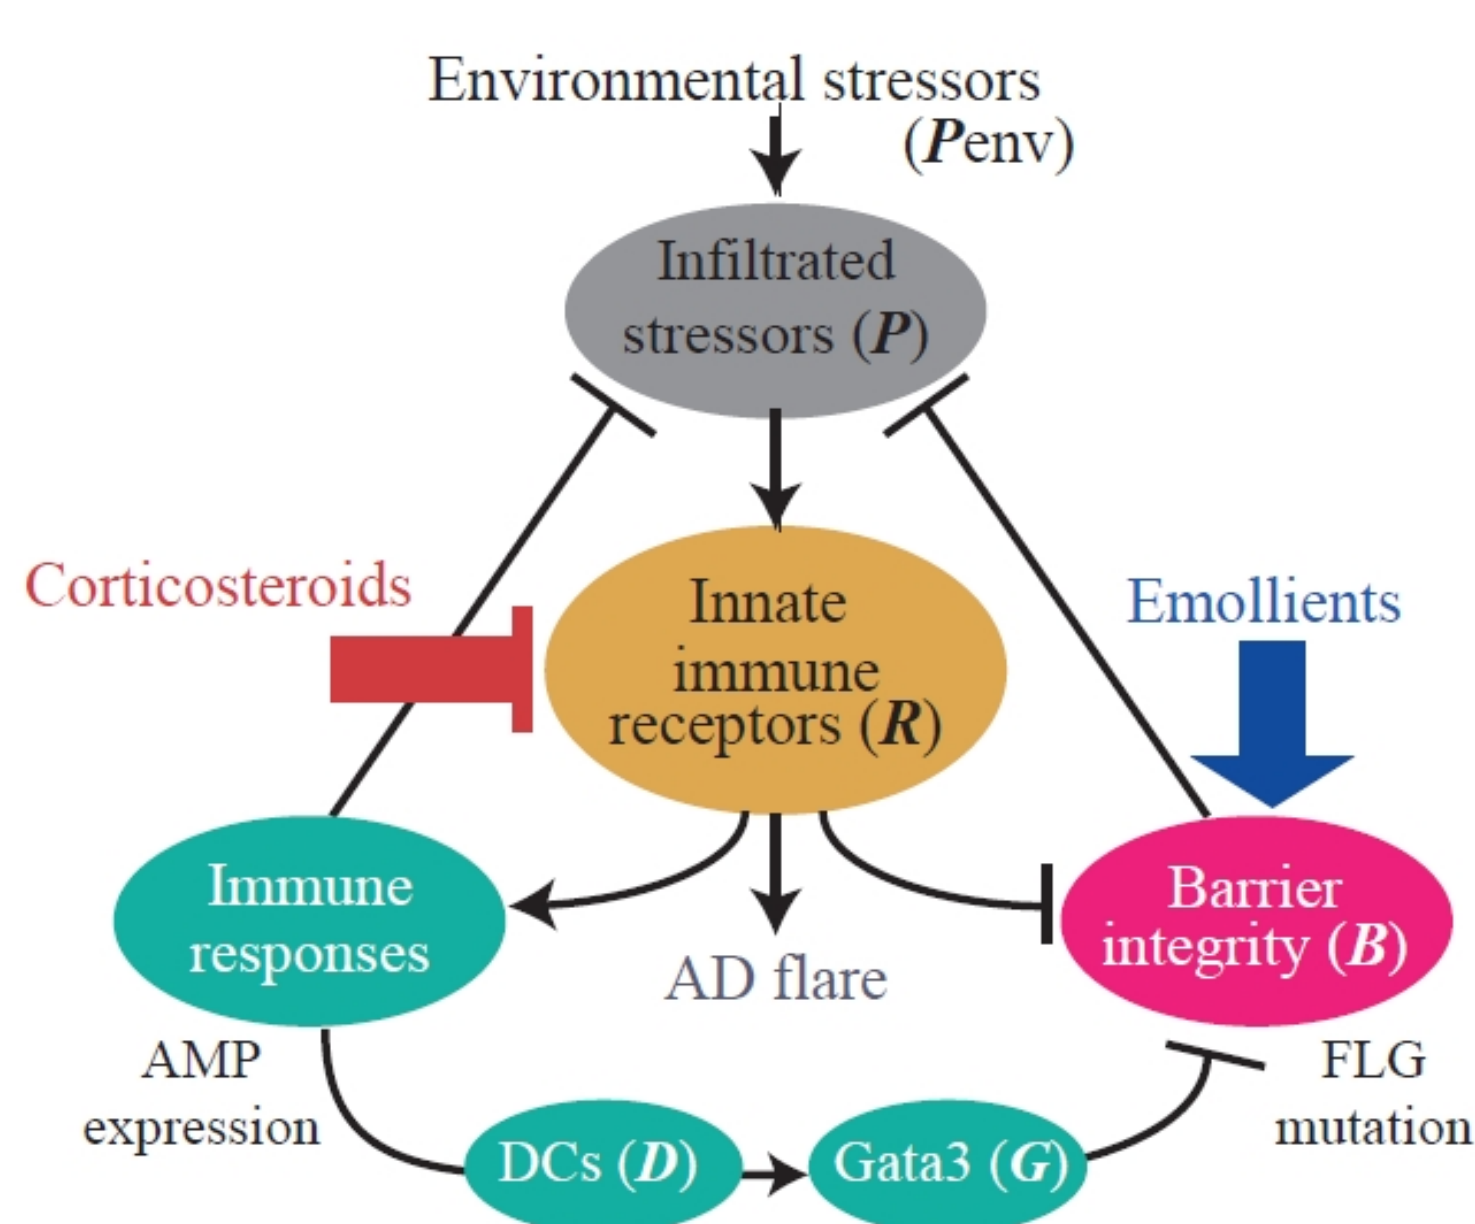 Environmental stressors
(Penv)
Infiltrated
stressors (P)
Corticosteroids
Innate
immune
receptors (R)
Emollients
Immune
responses
AD flare
Barrier
integrity (B)
AMP
expression
FLG
mutation
DCs (D)
Gata3 (G)